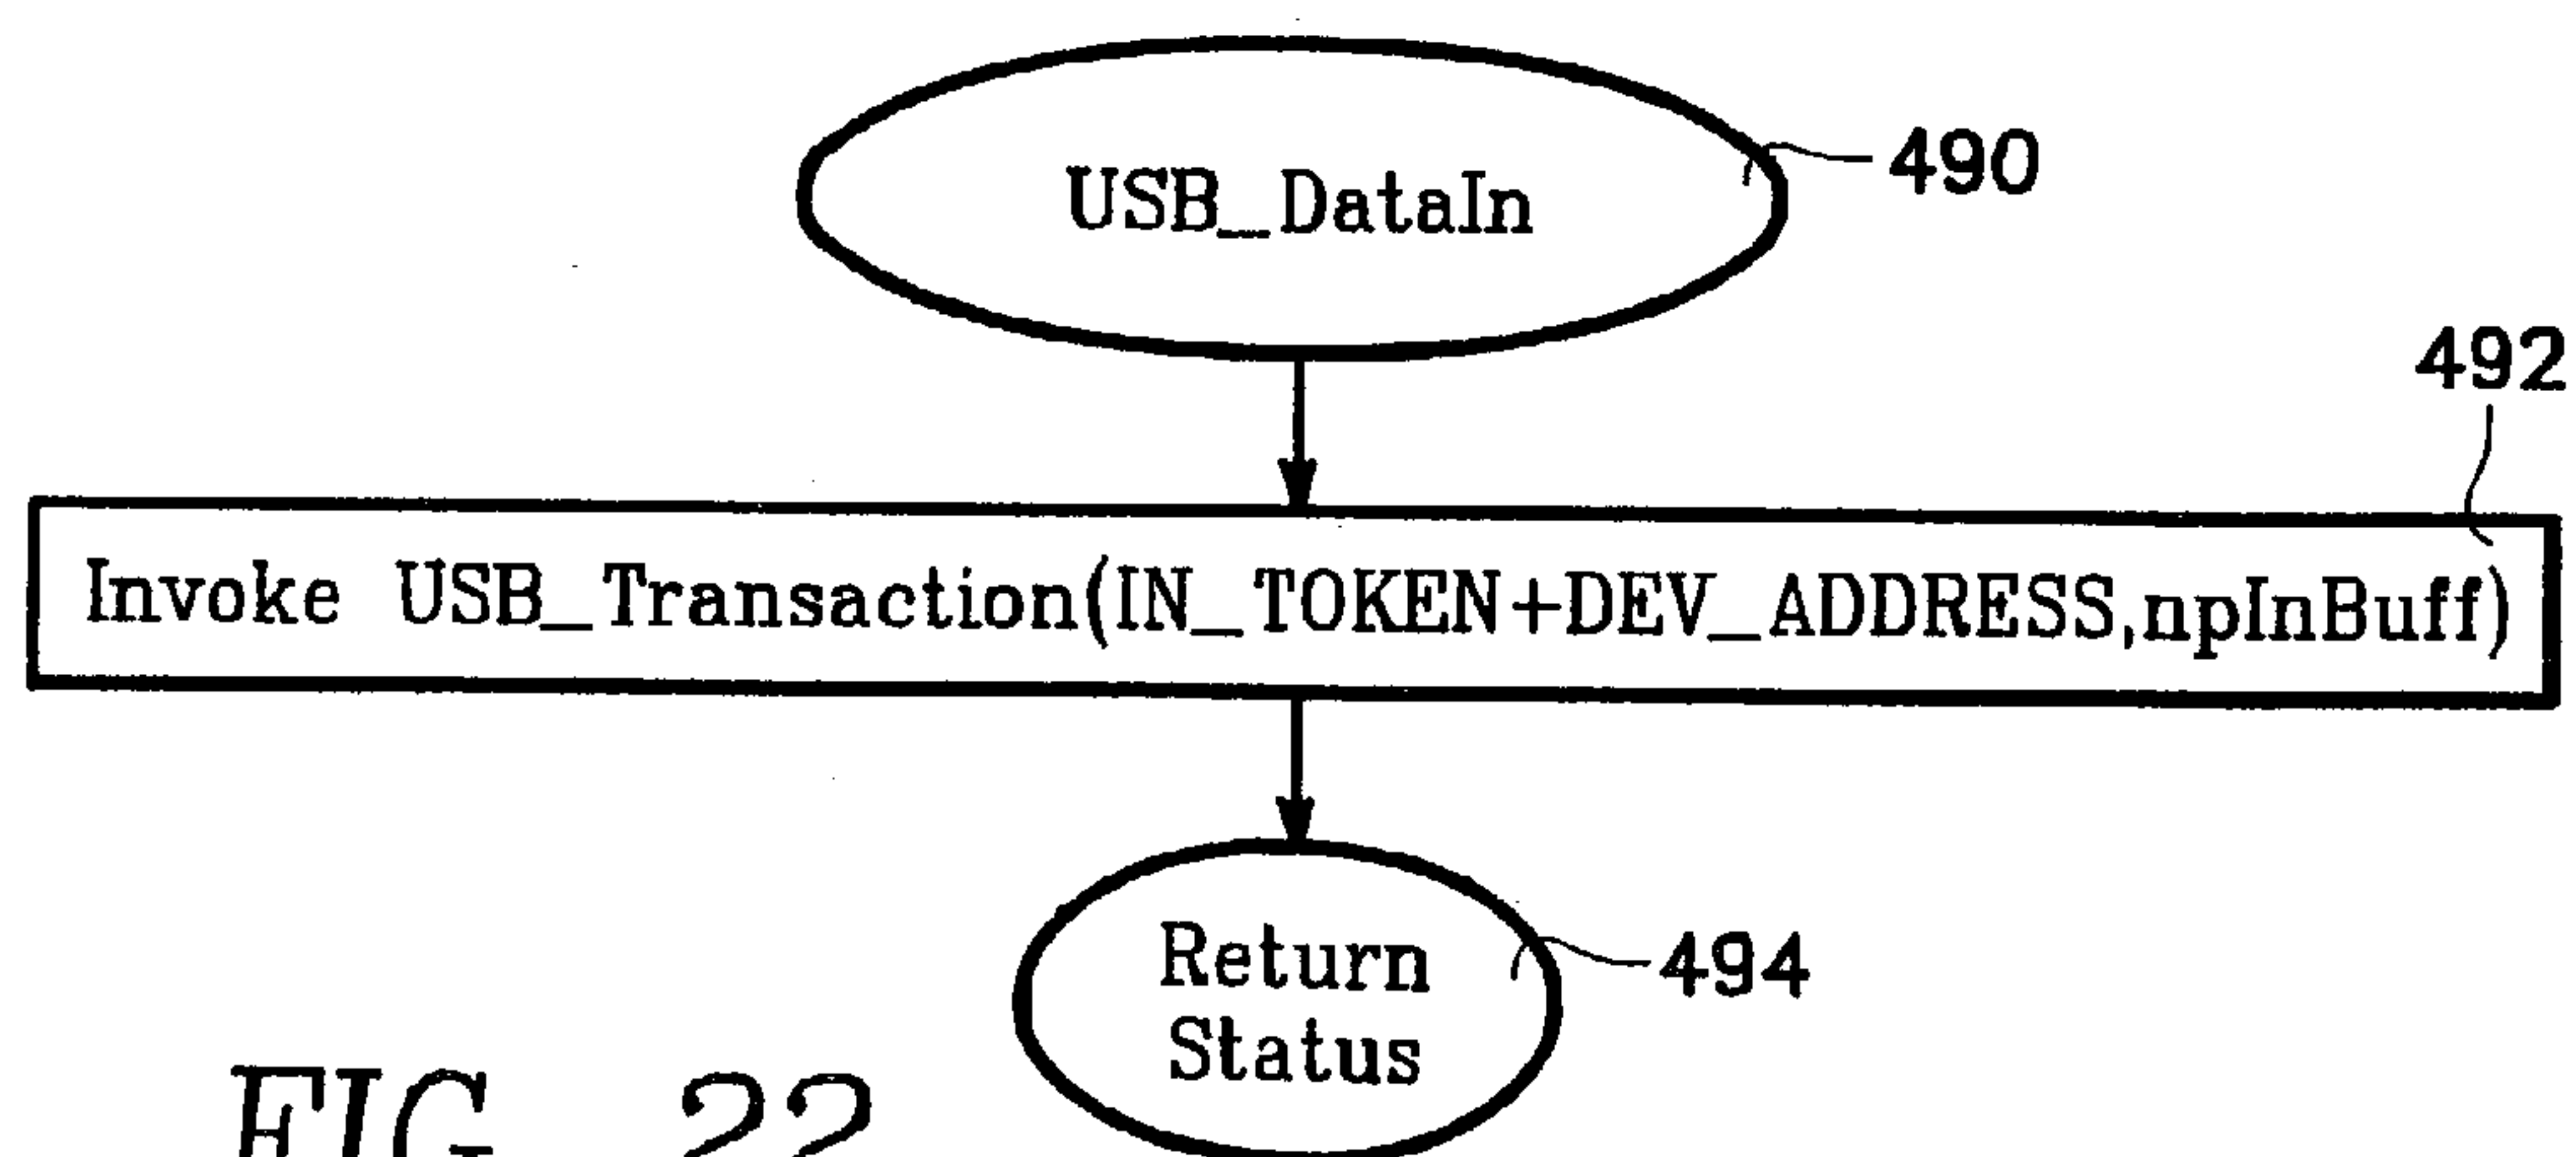 USB_DataIn
490
492
Invoke USB_Transaction(IN_TOKEN+DEV_ADDRESS,npInBuff)
Return
Status
494
FIG. 22